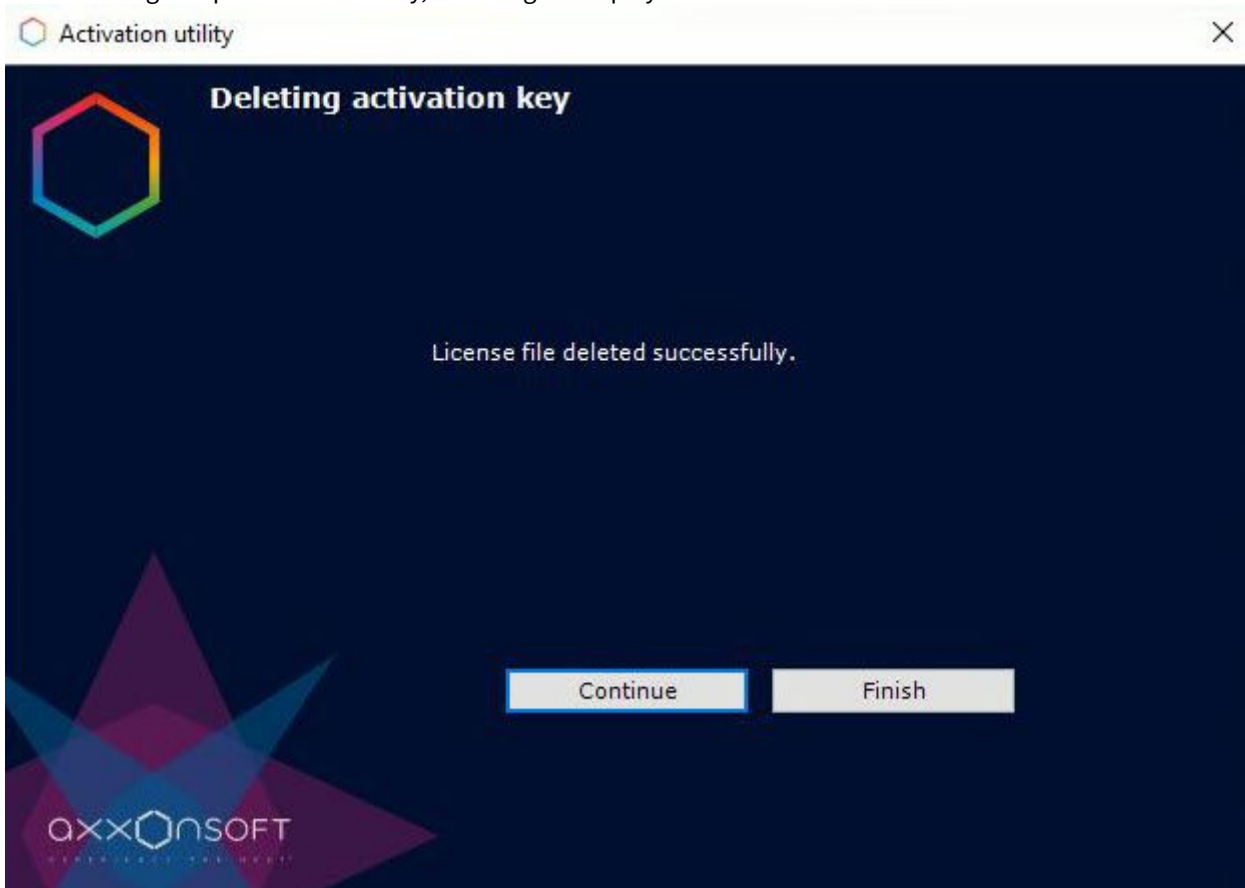 Activation utility
Deleting activation key
License file deleted successfully.
Continue
Finish
axxonsoft